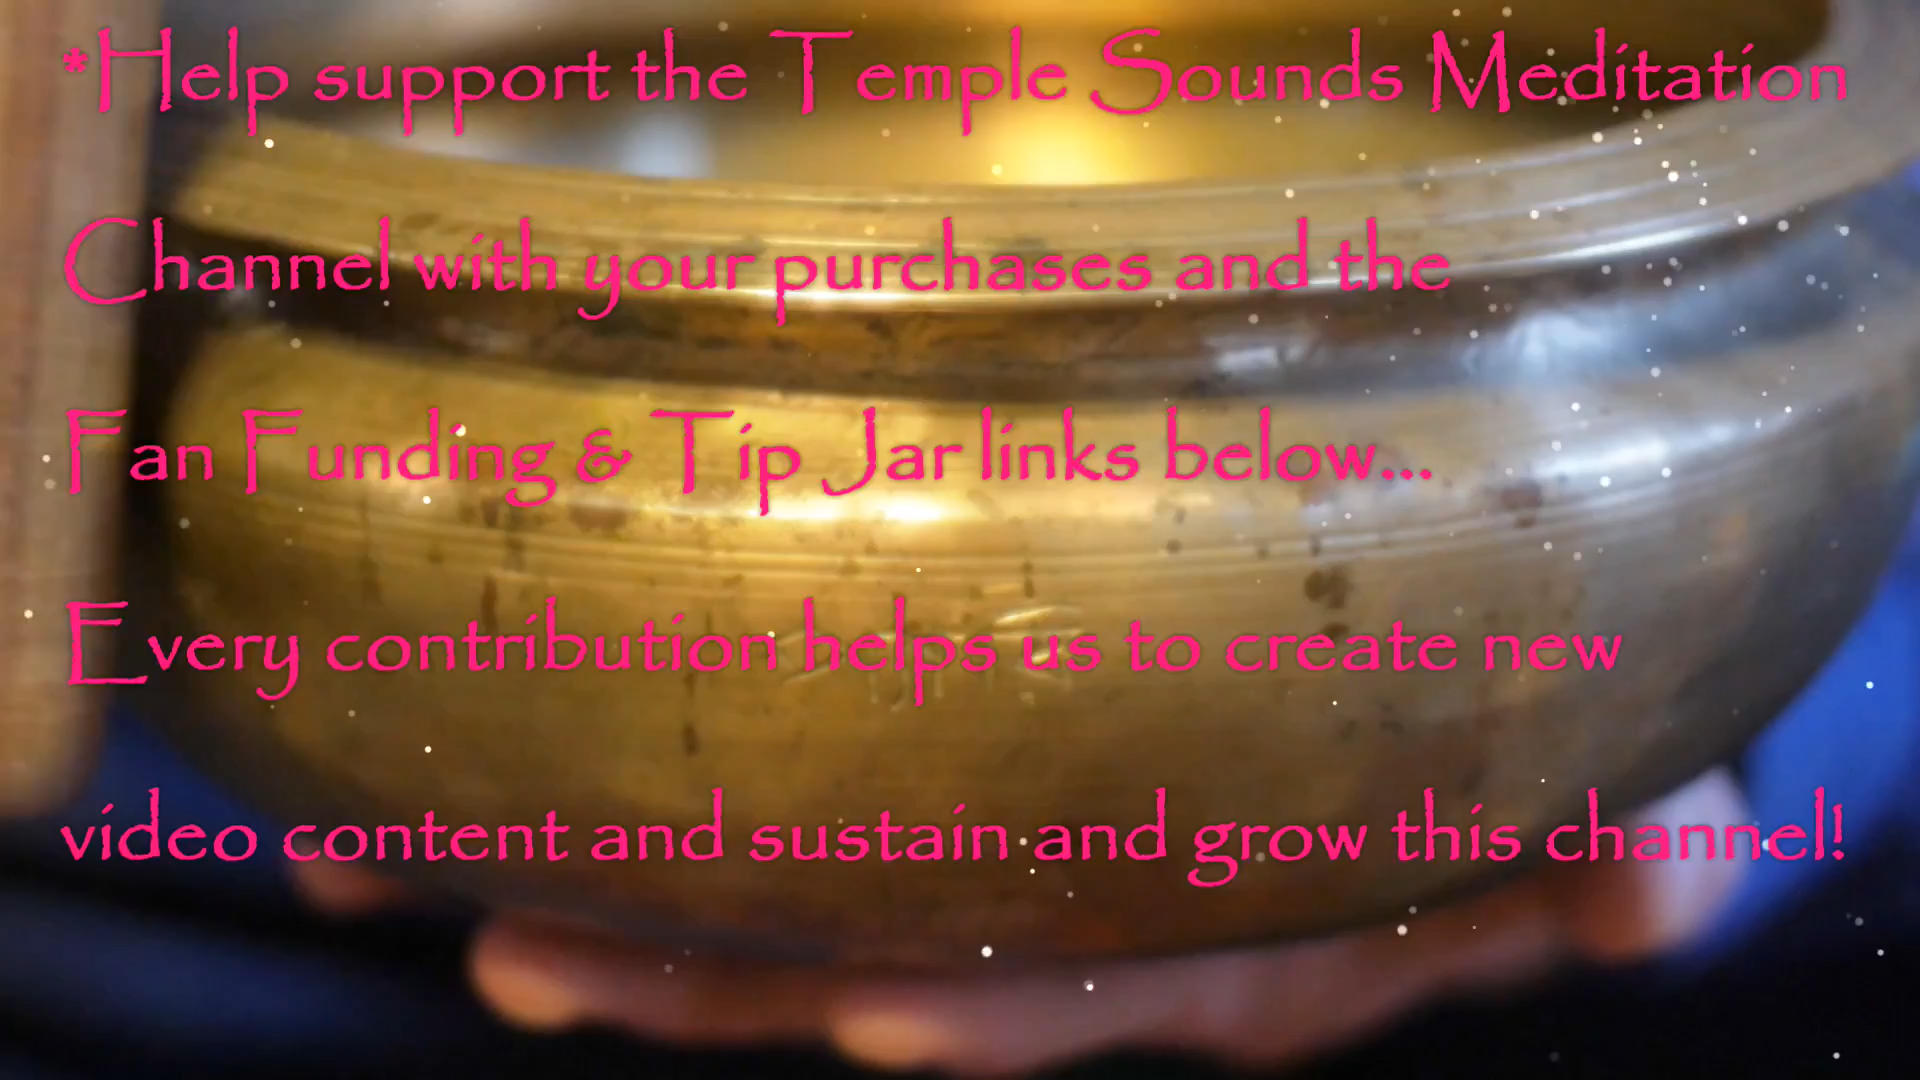 *Help support the Temple Sounds Meditation
Channel with your purchases and the
Fan Funding & Tip Jar links below...
Every contribution helps us to create new
video content and sustain and grow this channel!